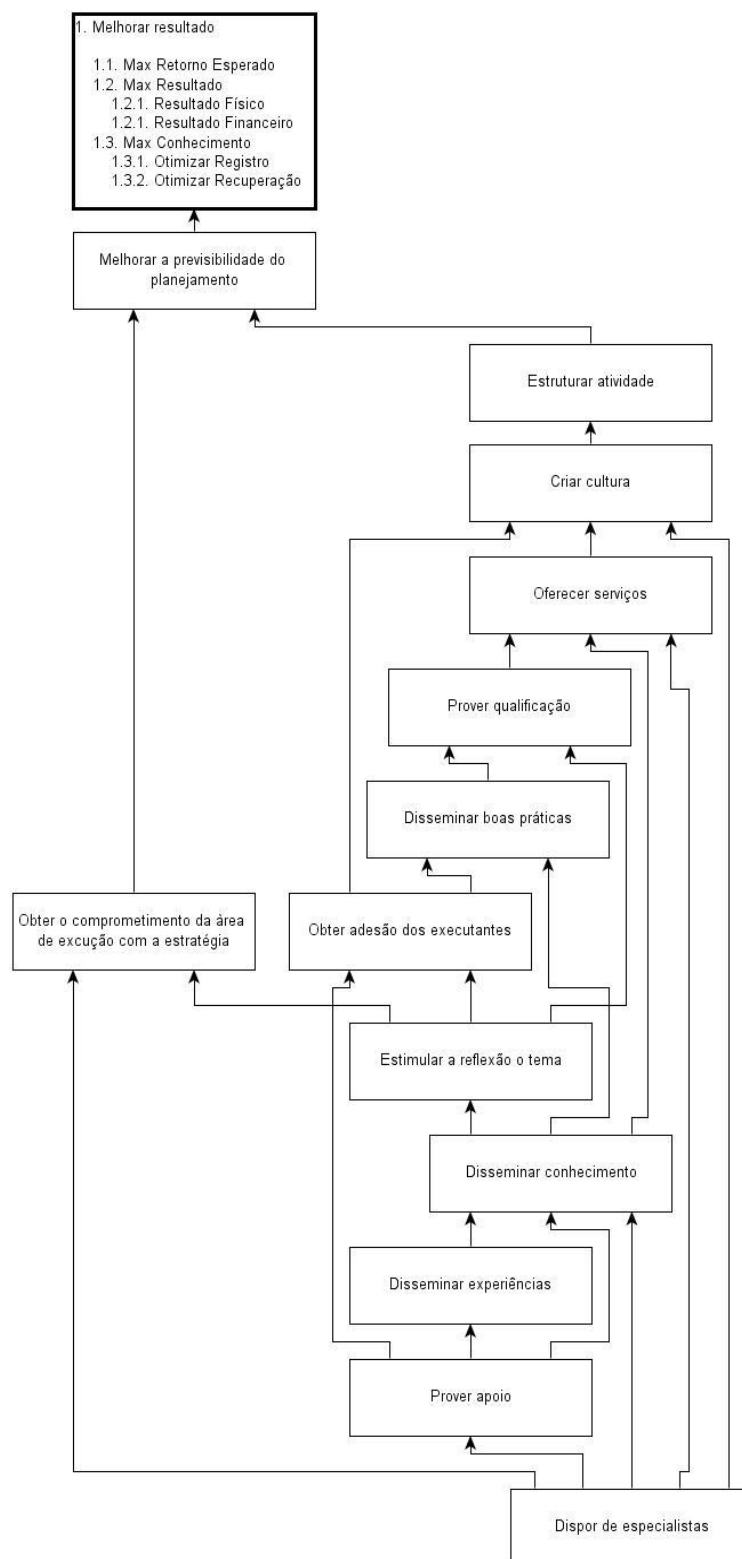 1. Melhorar resultado
1.1. Max Retorno Esperado
1.2. Max Resultado
1.2.1. Resultado Físico
1.2.1. Resultado Financeiro
1.3. Max Conhecimento
1.3.1. Otimizar Registro
1.3.2. Otimizar Recuperação
Melhorar a previsibilidade do
planejamento
Estruturar atividade
Criar cultura
Oferecer serviços
Prover qualificação
Disseminar boas práticas
Obter o comprometimento da área
de excução com a estratégia
Obter adesão dos executantes
Estimular a reflexão o tema
Disseminar conhecimento
Disseminar experiências
Prover apoio
Dispor de especialistas